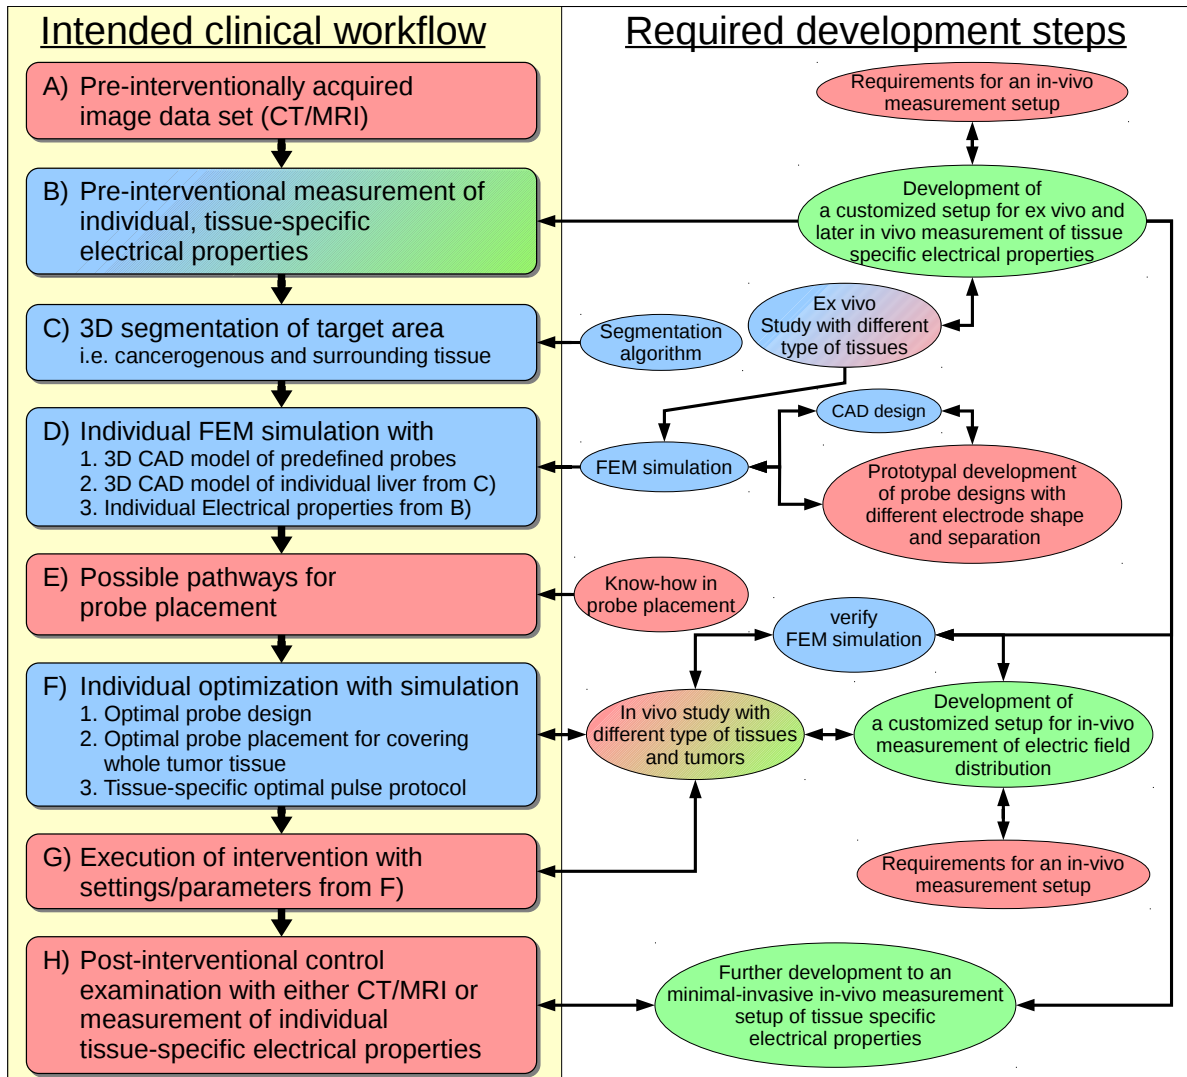 Intended clinical workflow
A) Pre-interventionally acquired
image data set (CT/MRI)
B) Pre-interventional measurement of
individual, tissue-specific
electrical properties
C) 3D segmentation of target area
i.e. cancerogenous and surrounding tissue
D) Individual FEM simulation with
1. 3D CAD model of predefined probes
2. 3D CAD model of individual liver from C)
3. Individual Electrical properties from B)
E) Possible pathways for
probe placement
F) Individual optimization with simulation
1. Optimal probe design
2. Optimal probe placement for covering
whole tumor tissue
3. Tissue-specific optimal pulse protocol
G) Execution of intervention with
settings/parameters from F)
H) Post-interventional control
examination with either CT/MRI or
measurement of individual
tissue-specific electrical properties
Required development steps
Requirements for an in-vivo
measurement setup
Development of
a customized setup for ex vivo and
later in vivo measurement of tissue
specific electrical properties
Ex vivo
Study with different
type of tissues
Segmentation
algorithm
CAD design
FEM simulation
Prototypal development
of probe designs with
different electrode shape
and separation
Know-how in
probe placement
verify
FEM simulation
In vivo study with
different type of tissues
and tumors
Development of
a customized setup for in-vivo
measurement of electric field
distribution
Requirements for an in-vivo
measurement setup
Further development to an
minimal-invasive in-vivo measurement
setup of tissue specific
electrical properties